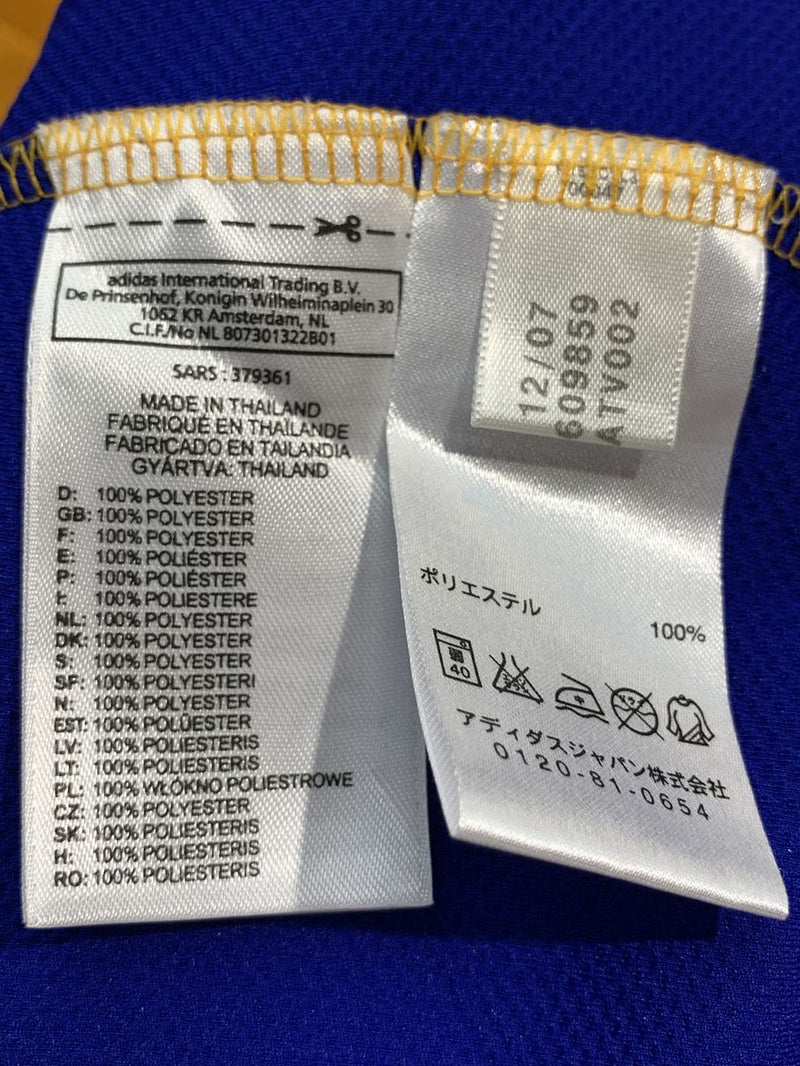 adidas International Trading B.V.
De Prinsenhof, Konigin Wilhelminaplein 30
1062 KR Amsterdam, NL
C.I.F./No NL 807301322B01
SARS : 379361
MADE IN THAILAND
FABRIQUÉ EN THAÏLANDE
FABRICADO EN TAILANDIA
GYÁRTVA: THAILAND
D: 100% POLYESTER
GB: 100% POLYESTER
F: 100% POLYESTER
E: 100% POLIÉSTER
P: 100% POLIÉSTER
I: 100% POLIESTERE
NL: 100% POLYESTER
DK: 100% POLYESTER
S: 100% POLYESTER
SF: 100% POLYESTERI
N: 100% POLYESTER
EST: 100% POLÜESTER
LV: 100% POLIESTERIS
LT: 100% POLIESTERIS
PL: 100% WŁÓKNO POLIESTROWE
CZ: 100% POLYESTER
SK: 100% POLIESTERIS
H: 100% POLIESTERIS
RO: 100% POLIESTERIS
12/07
609859
ATV002
ポリエステル
100%
40
アディダスジャパン株式会社
0120-81-0654